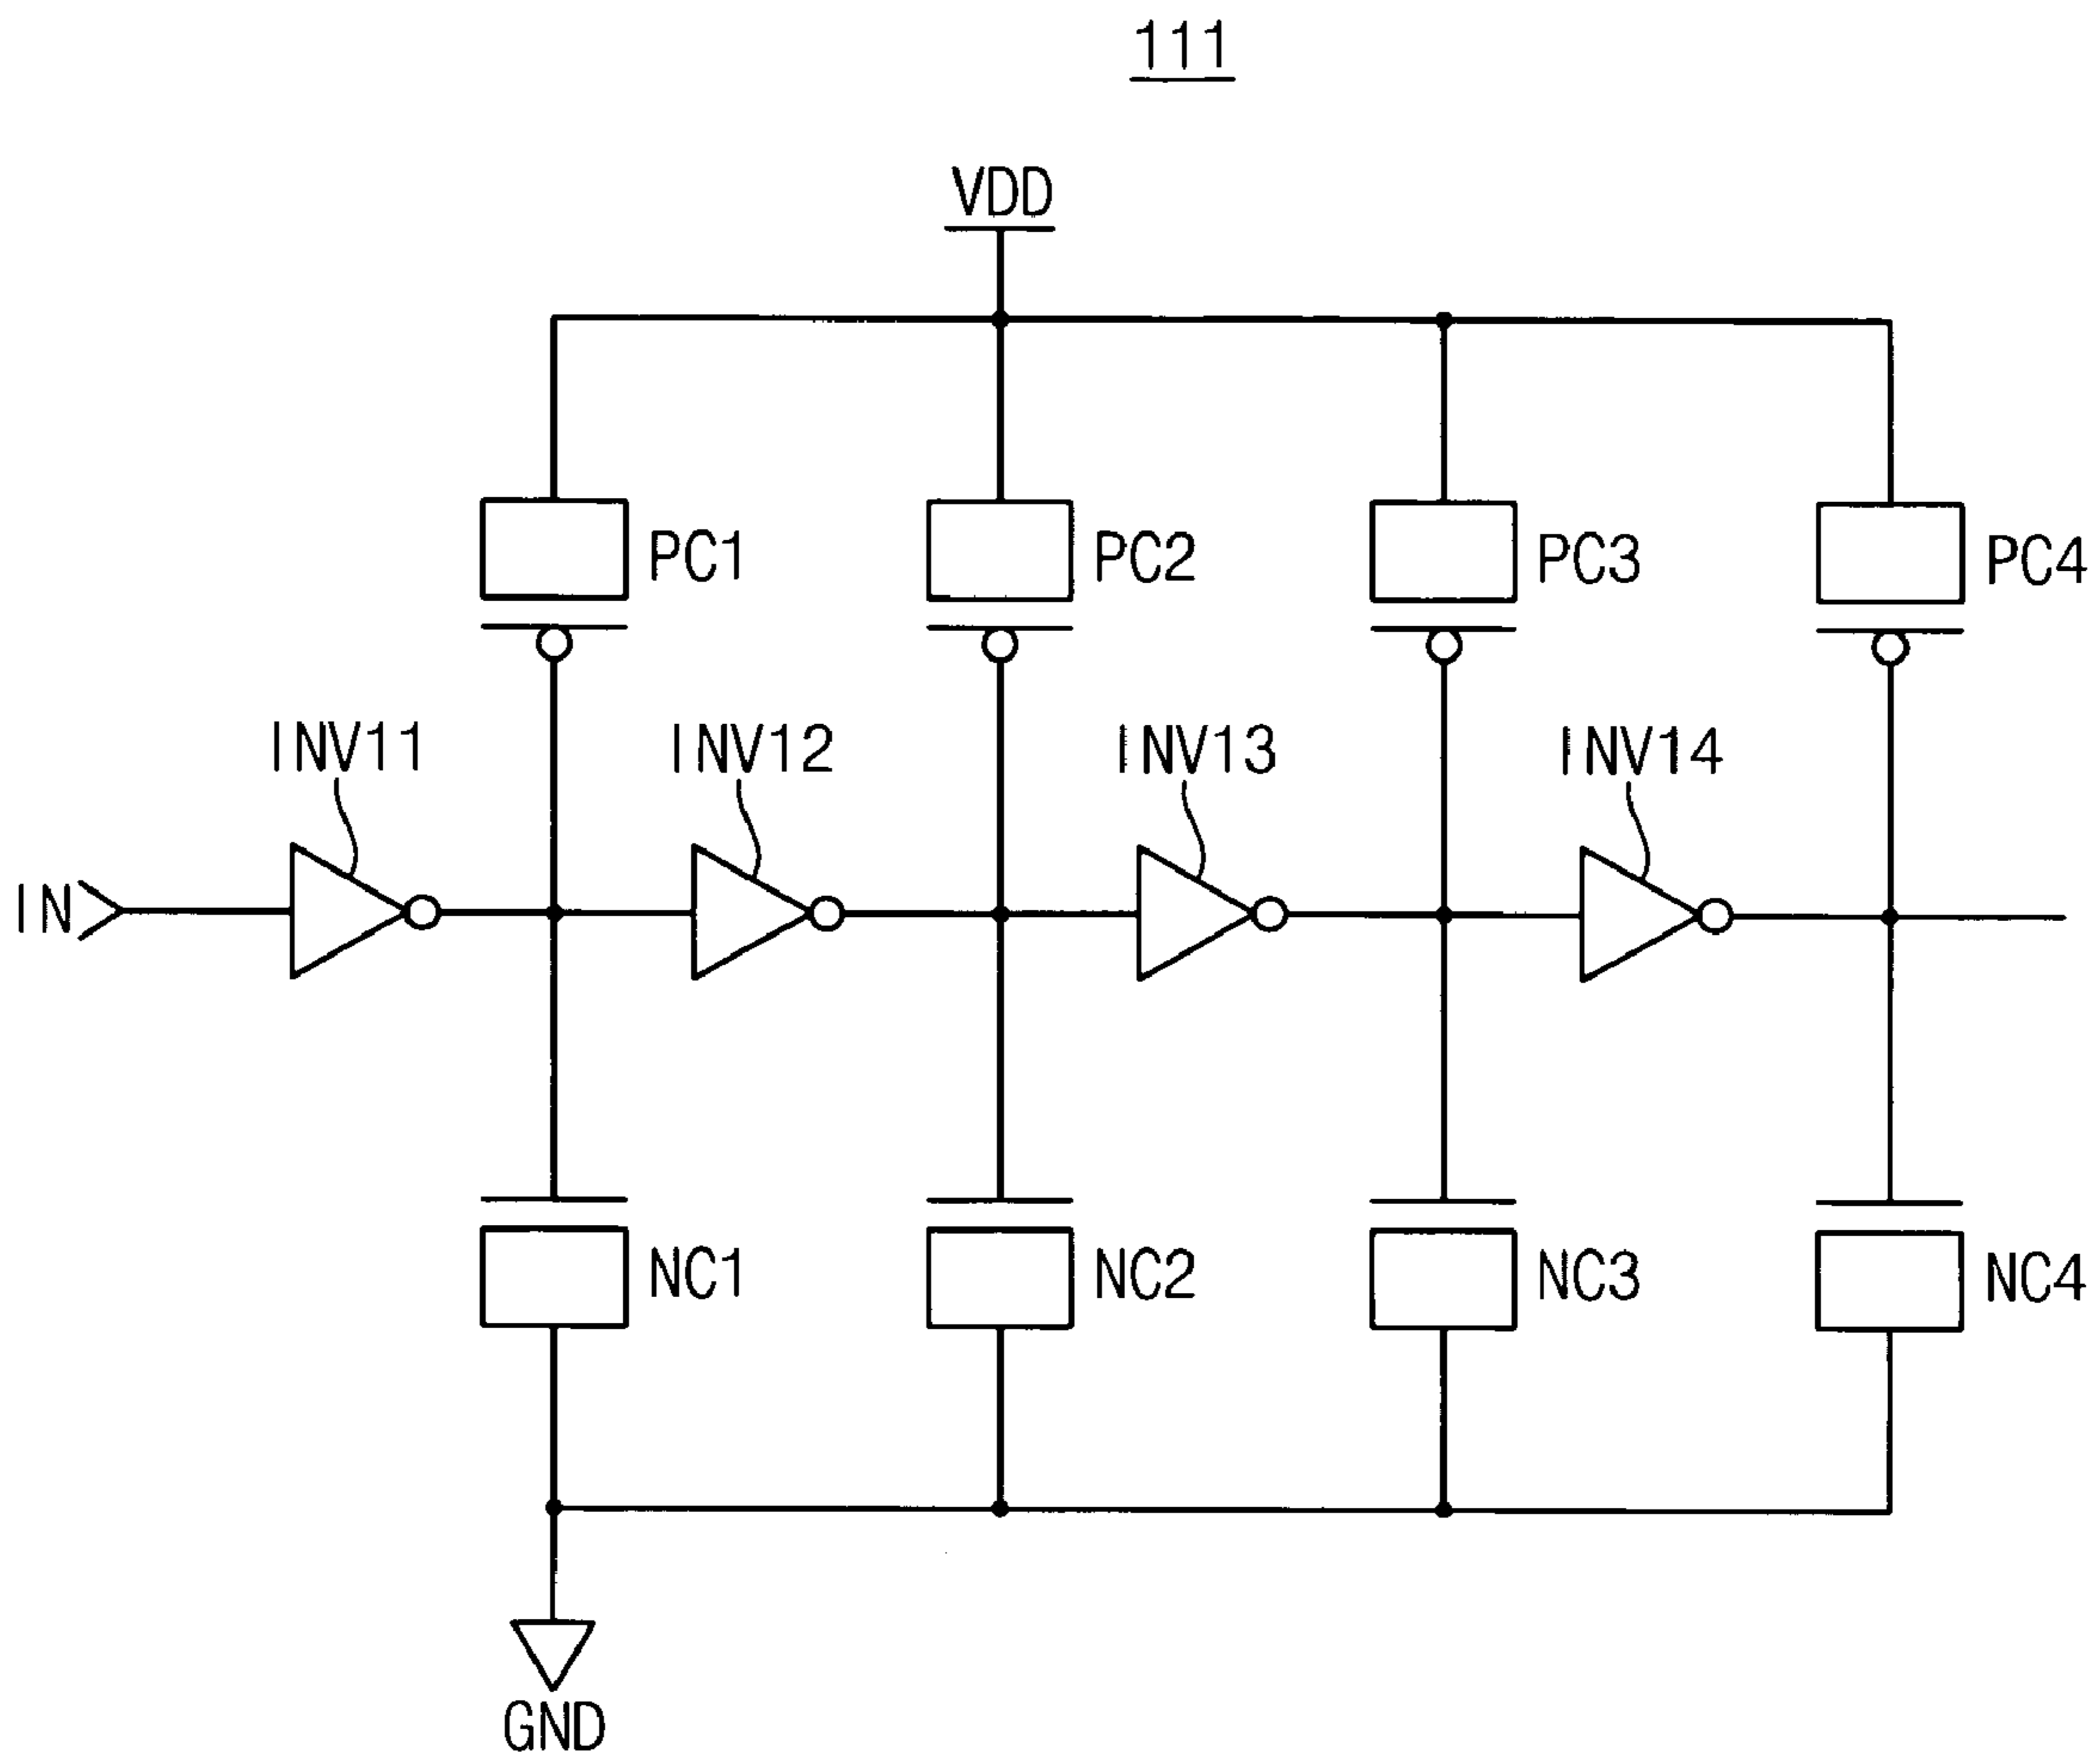 111
VDD
PC1
PC2
PC3
PC4
INV11
INV12
INV13
INV14
IN
NC1
NC2
NC3
NC4
GND